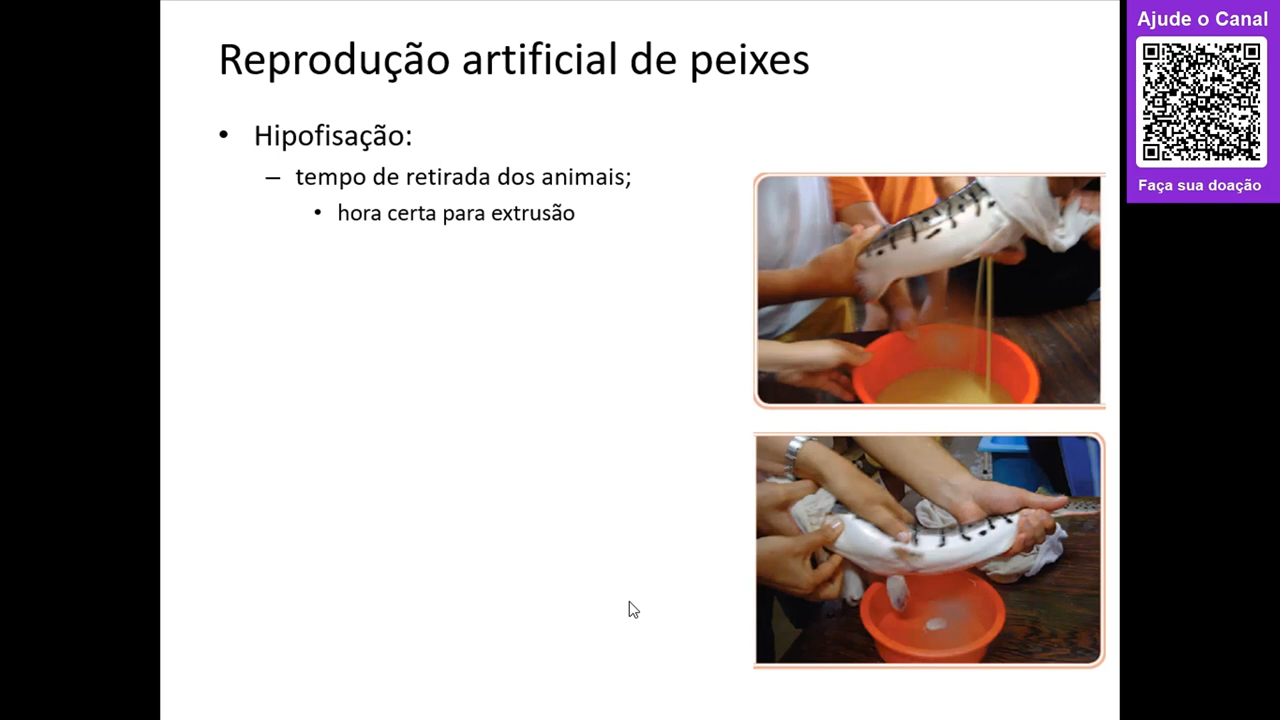 Reprodução artificial de peixes
• Hipofisação:
– tempo de retirada dos animais;
• hora certa para extrusão
Ajude o Canal
Faça sua doação